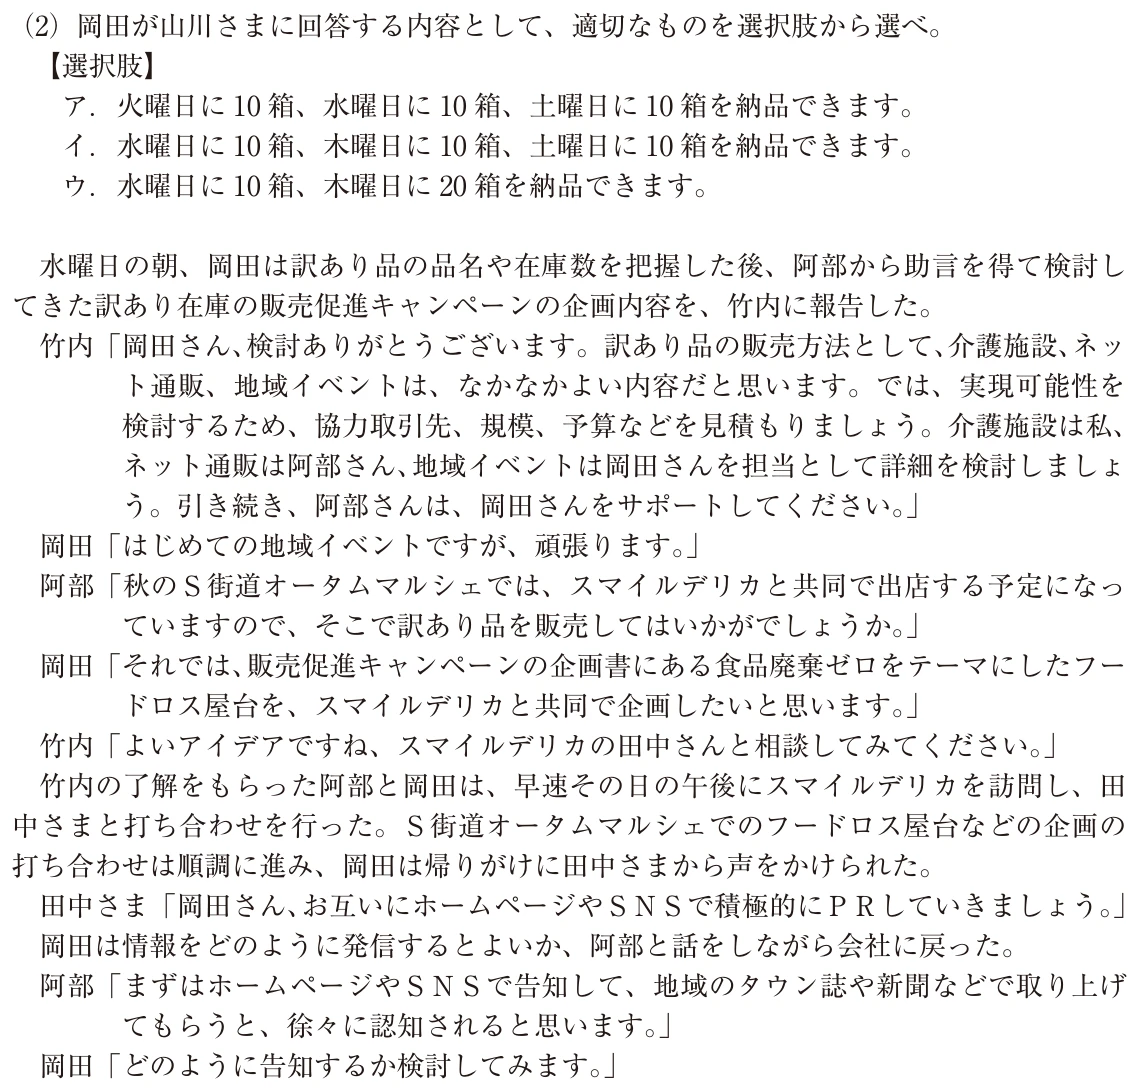 (2) 岡田が山川さまに回答する内容として、適切なものを選択肢から選べ。
【選択肢】
ア．火曜日に 10 箱、水曜日に 10 箱、土曜日に 10 箱を納品できます。
イ．水曜日に 10 箱、木曜日に 10 箱、土曜日に 10 箱を納品できます。
ウ．水曜日に 10 箱、木曜日に 20 箱を納品できます。
水曜日の朝、岡田は訳あり品の品名や在庫数を把握した後、阿部から助言を得て検討し
てきた訳あり在庫の販売促進キャンペーンの企画内容を、竹内に報告した。
竹内「岡田さん、検討ありがとうございます。訳あり品の販売方法として、介護施設、ネッ
ト通販、地域イベントは、なかなかよい内容だと思います。では、実現可能性を
検討するため、協力取引先、規模、予算などを見積もりましょう。介護施設は私、
ネット通販は阿部さん、地域イベントは岡田さんを担当として詳細を検討しましょ
う。引き続き、阿部さんは、岡田さんをサポートしてください。」
岡田「はじめての地域イベントですが、頑張ります。」
阿部「秋のＳ街道オータムマルシェでは、スマイルデリカと共同で出店する予定になっ
ていますので、そこで訳あり品を販売してはいかがでしょうか。」
岡田「それでは、販売促進キャンペーンの企画書にある食品廃棄ゼロをテーマにしたフー
ドロス屋台を、スマイルデリカと共同で企画したいと思います。」
竹内「よいアイデアですね、スマイルデリカの田中さんと相談してみてください。」
竹内の了解をもらった阿部と岡田は、早速その日の午後にスマイルデリカを訪問し、田
中さまと打ち合わせを行った。Ｓ街道オータムマルシェでのフードロス屋台などの企画の
打ち合わせは順調に進み、岡田は帰りがけに田中さまから声をかけられた。
田中さま「岡田さん、お互いにホームページやＳＮＳで積極的にＰＲしていきましょう。」
岡田は情報をどのように発信するとよいか、阿部と話をしながら会社に戻った。
阿部「まずはホームページやＳＮＳで告知して、地域のタウン誌や新聞などで取り上げ
てもらうと、徐々に認知されると思います。」
岡田「どのように告知するか検討してみます。」